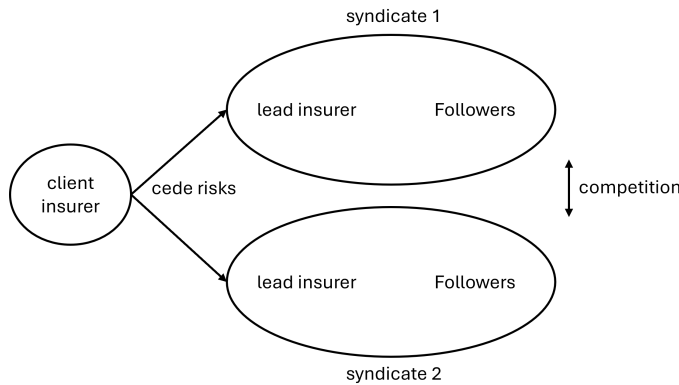 syndicate 1
lead insurer Followers
client
insurer
cede risks
competition
lead insurer Followers
syndicate 2